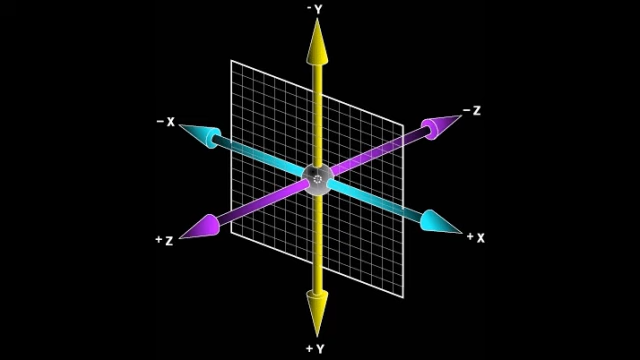 - Y
- X
- Z
+ Z
+ X
+ Y